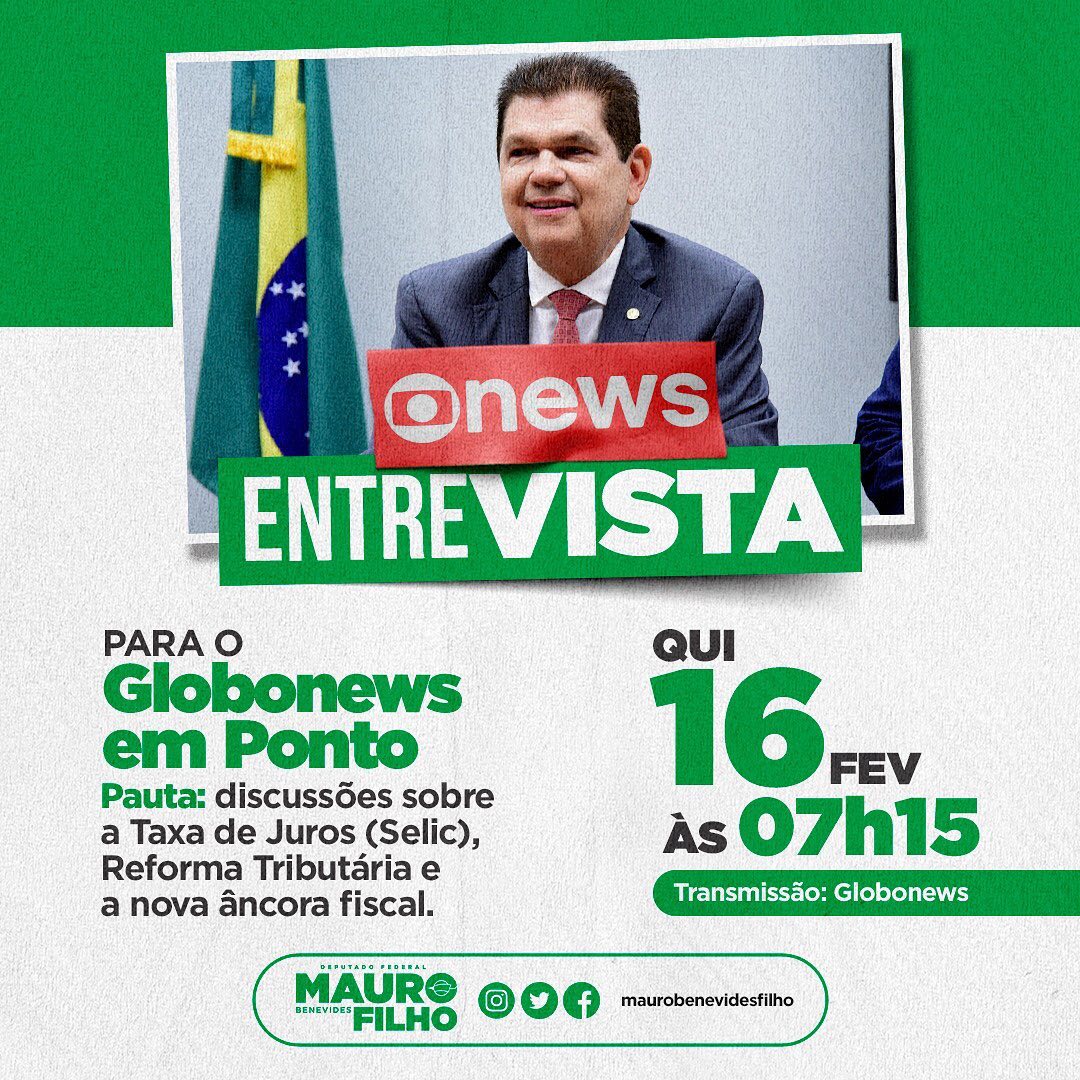 news
ENTREVISTA
PARA O
Globonews
em Ponto
Pauta: discussões sobre
a Taxa de Juros (Selic),
Reforma Tributária e
a nova âncora fiscal.
QUI
16
FEV
ÀS 07h15
Transmissão: Globonews
DEPUTADO FEDERAL
MAURO
BENEVIDES
FILHO
maurobenevidesfilho